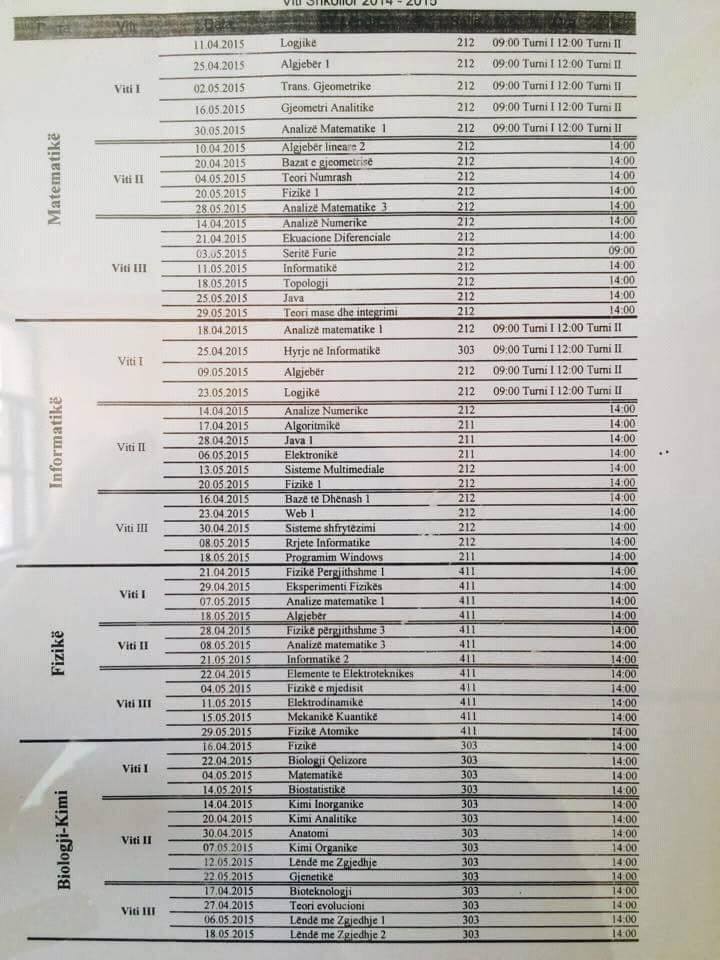 Viti Shkollor 2014 - 2015
Viti Data
Matematikë
Viti I
11.04.2015 Logjikë 212 09:00 Turni I 12:00 Turni II
25.04.2015 Algjebër 1 212 09:00 Turni I 12:00 Turni II
02.05.2015 Trans. Gjeometrike 212 09:00 Turni I 12:00 Turni II
16.05.2015 Gjeometri Analitike 212 09:00 Turni I 12:00 Turni II
30.05.2015 Analizë Matematike 1 212 09:00 Turni I 12:00 Turni II
Viti II
10.04.2015 Algjebër lineare 2 212 14:00
20.04.2015 Bazat e gjeometrisë 212 14:00
04.05.2015 Teori Numrash 212 14:00
20.05.2015 Fizikë 1 212 14:00
28.05.2015 Analizë Matematike 3 212 14:00
Viti III
14.04.2015 Analizë Numerike 212 14:00
21.04.2015 Ekuacione Diferenciale 212 14:00
03.05.2015 Seritë Furie 212 09:00
11.05.2015 Informatikë 212 14:00
18.05.2015 Topologji 212 14:00
25.05.2015 Java 212 14:00
29.05.2015 Teori mase dhe integrimi 212 14:00
Informatikë
Viti I
18.04.2015 Analizë matematike 1 212 09:00 Turni I 12:00 Turni II
25.04.2015 Hyrje në Informatikë 303 09:00 Turni I 12:00 Turni II
09.05.2015 Algjebër 212 09:00 Turni I 12:00 Turni II
23.05.2015 Logjikë 212 09:00 Turni I 12:00 Turni II
Viti II
14.04.2015 Analize Numerike 212 14:00
17.04.2015 Algoritmikë 211 14:00
28.04.2015 Java 1 211 14:00
06.05.2015 Elektronikë 211 14:00
13.05.2015 Sisteme Multimediale 212 14:00
20.05.2015 Fizikë 1 212 14:00
Viti III
16.04.2015 Bazë të Dhënash 1 212 14:00
23.04.2015 Web 1 212 14:00
30.04.2015 Sisteme shfrytëzimi 212 14:00
08.05.2015 Rrjete Informatike 212 14:00
18.05.2015 Programim Windows 211 14:00
Fizikë
Viti I
21.04.2015 Fizikë Pergjithshme 1 411 14:00
29.04.2015 Eksperimenti Fizikës 411 14:00
07.05.2015 Analize matematike 1 411 14:00
18.05.2015 Algjebër 411 14:00
Viti II
28.04.2015 Fizikë përgjithshme 3 411 14:00
08.05.2015 Analizë matematike 3 411 14:00
21.05.2015 Informatikë 2 411 14:00
Viti III
22.04.2015 Elemente te Elektroteknikes 411 14:00
04.05.2015 Fizikë e mjedisit 411 14:00
11.05.2015 Elektrodinamikë 411 14:00
15.05.2015 Mekanikë Kuantikë 411 14:00
29.05.2015 Fizikë Atomike 411 14:00
Biologji-Kimi
Viti I
16.04.2015 Fizikë 303 14:00
22.04.2015 Biologji Qelizore 303 14:00
04.05.2015 Matematikë 303 14:00
14.05.2015 Biostatistikë 303 14:00
Viti II
14.04.2015 Kimi Inorganike 303 14:00
20.04.2015 Kimi Analitike 303 14:00
30.04.2015 Anatomi 303 14:00
07.05.2015 Kimi Organike 303 14:00
12.05.2015 Lëndë me Zgjedhje 303 14:00
22.05.2015 Gjenetikë 303 14:00
Viti III
17.04.2015 Bioteknologji 303 14:00
27.04.2015 Teori evolucioni 303 14:00
06.05.2015 Lëndë me Zgjedhje 1 303 14:00
18.05.2015 Lëndë me Zgjedhje 2 303 14:00